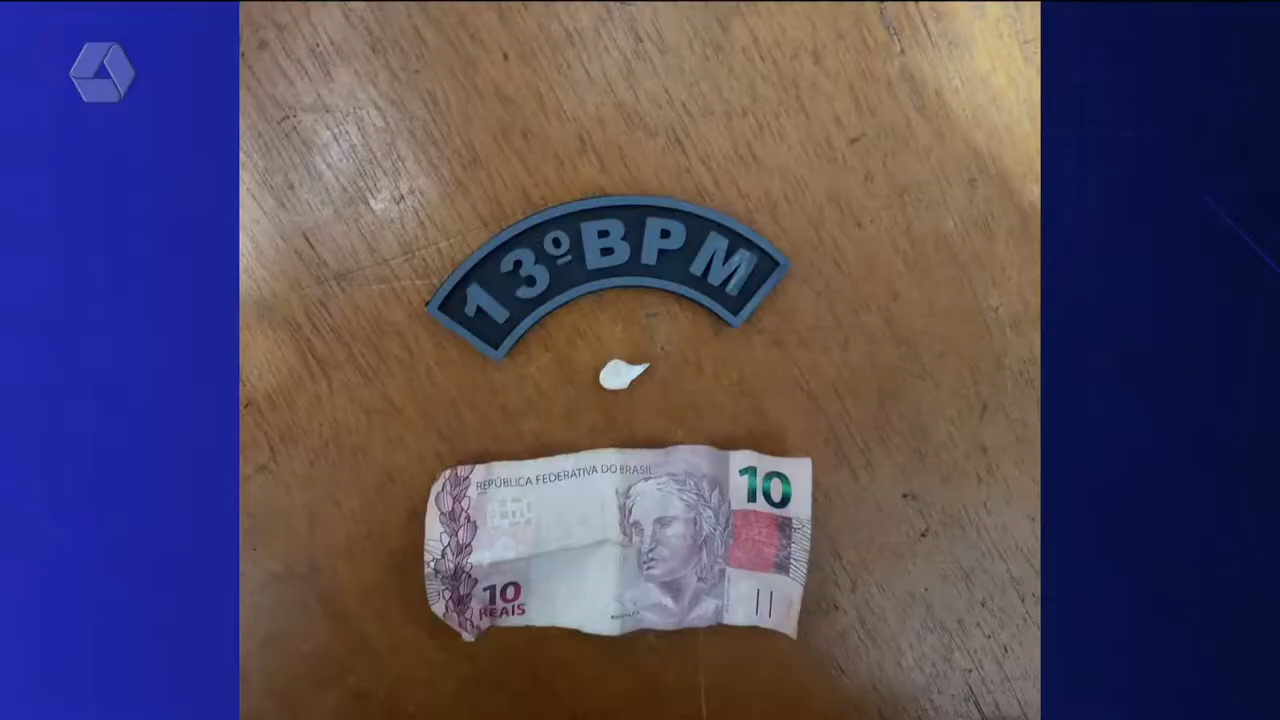 13º BPM
REPÚBLICA FEDERATIVA DO BRASIL
10
10
REAIS